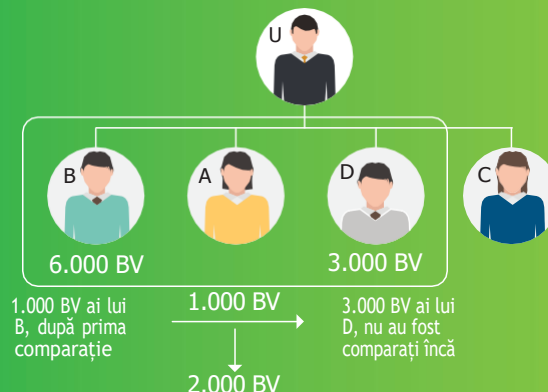 U
B
A
D
C
6.000 BV
3.000 BV
1.000 BV ai lui
B, după prima
comparație
1.000 BV
3.000 BV ai lui
D, nu au fost
comparați încă
2.000 BV